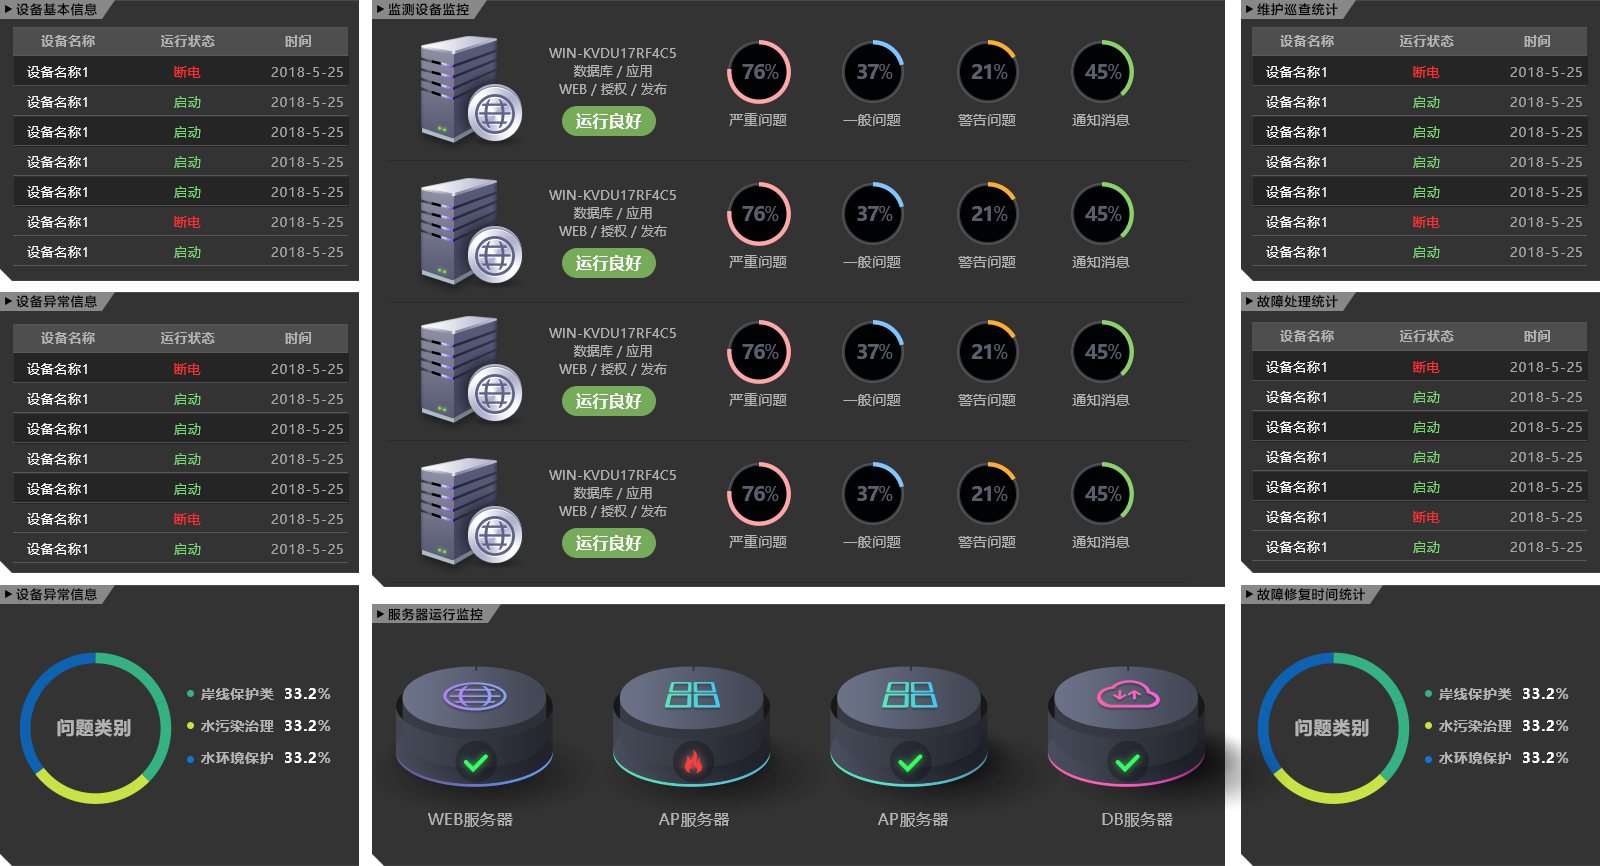 设备基本信息
设备名称 运行状态 时间
设备名称1 断电 2018-5-25
设备名称1 启动 2018-5-25
设备名称1 启动 2018-5-25
设备名称1 启动 2018-5-25
设备名称1 启动 2018-5-25
设备名称1 断电 2018-5-25
设备名称1 启动 2018-5-25
设备异常信息
设备名称 运行状态 时间
设备名称1 断电 2018-5-25
设备名称1 启动 2018-5-25
设备名称1 启动 2018-5-25
设备名称1 启动 2018-5-25
设备名称1 启动 2018-5-25
设备名称1 断电 2018-5-25
设备名称1 启动 2018-5-25
设备异常信息
问题类别
岸线保护类 33.2%
水污染治理 33.2%
水环境保护 33.2%
监测设备监控
WIN-KVDU17RF4C5
数据库 / 应用
WEB / 授权 / 发布
运行良好
76% 37% 21% 45%
严重问题 一般问题 警告问题 通知消息
WIN-KVDU17RF4C5
数据库 / 应用
WEB / 授权 / 发布
运行良好
76% 37% 21% 45%
严重问题 一般问题 警告问题 通知消息
WIN-KVDU17RF4C5
数据库 / 应用
WEB / 授权 / 发布
运行良好
76% 37% 21% 45%
严重问题 一般问题 警告问题 通知消息
WIN-KVDU17RF4C5
数据库 / 应用
WEB / 授权 / 发布
运行良好
76% 37% 21% 45%
严重问题 一般问题 警告问题 通知消息
服务器运行监控
WEB服务器 AP服务器 AP服务器 DB服务器
维护巡查统计
设备名称 运行状态 时间
设备名称1 断电 2018-5-25
设备名称1 启动 2018-5-25
设备名称1 启动 2018-5-25
设备名称1 启动 2018-5-25
设备名称1 启动 2018-5-25
设备名称1 断电 2018-5-25
设备名称1 启动 2018-5-25
故障处理统计
设备名称 运行状态 时间
设备名称1 断电 2018-5-25
设备名称1 启动 2018-5-25
设备名称1 启动 2018-5-25
设备名称1 启动 2018-5-25
设备名称1 启动 2018-5-25
设备名称1 断电 2018-5-25
设备名称1 启动 2018-5-25
故障修复时间统计
问题类别
岸线保护类 33.2%
水污染治理 33.2%
水环境保护 33.2%